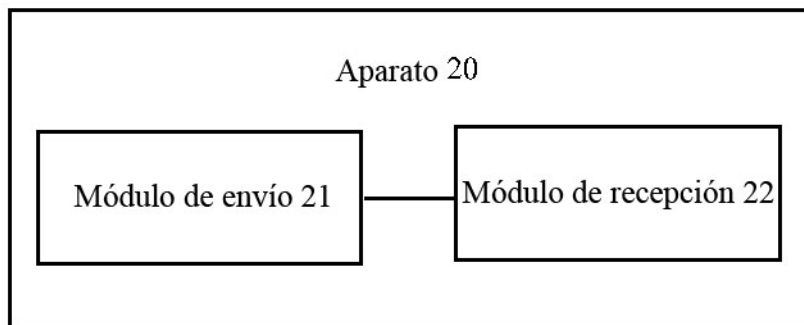 Aparato 20
Módulo de envío 21
Módulo de recepción 22